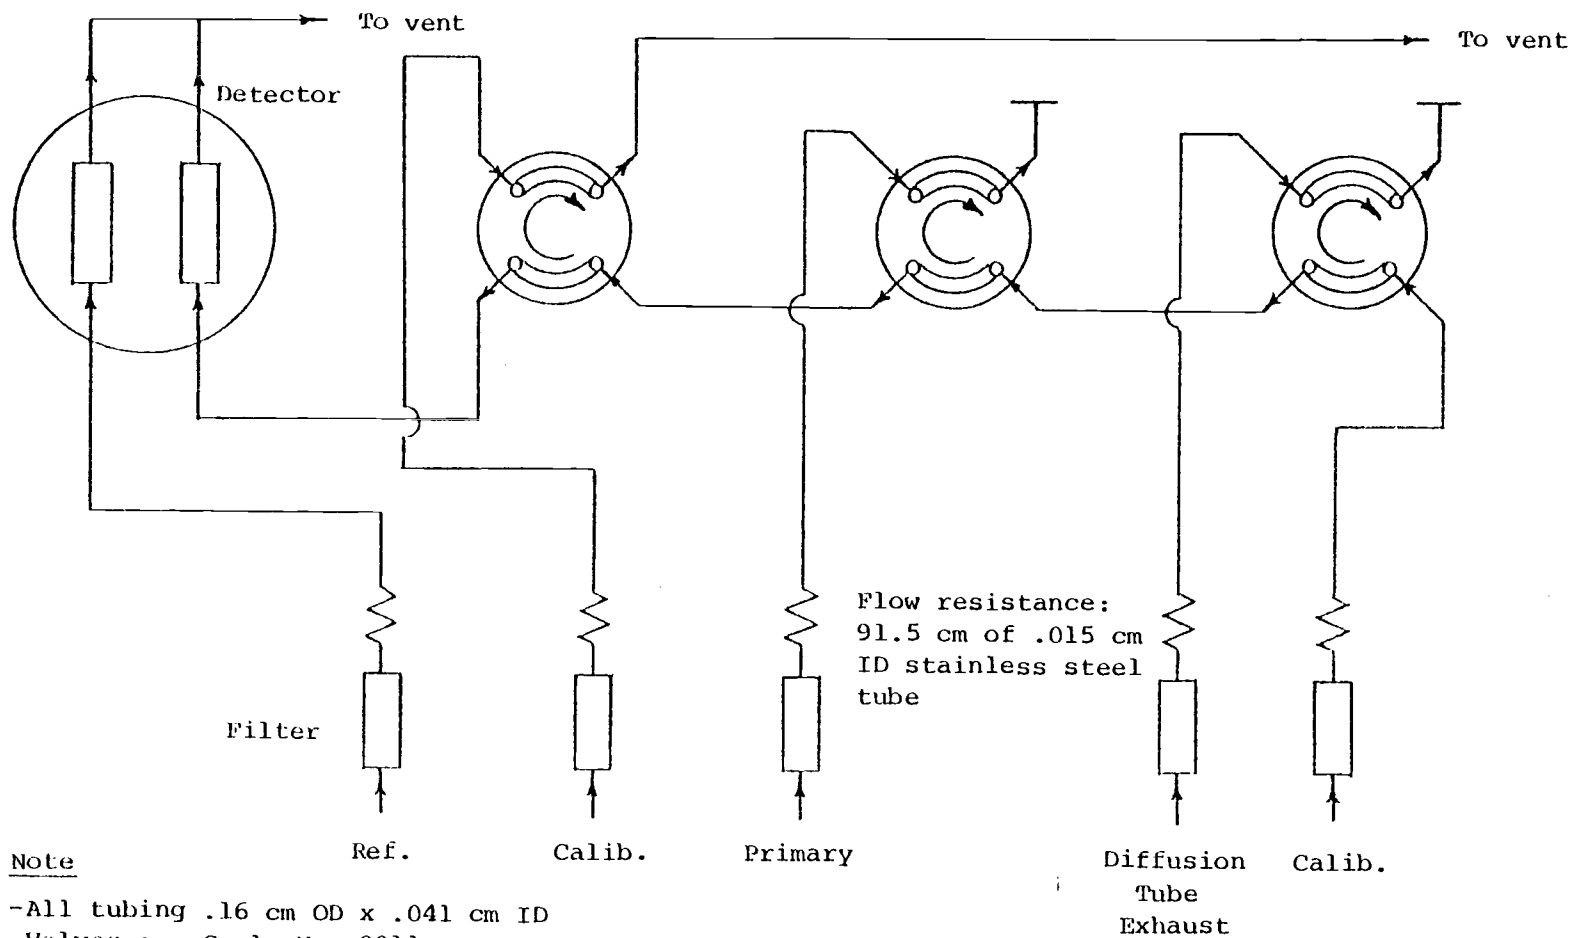 To vent
To vent
Detector
Flow resistance:
91.5 cm of .015 cm
ID stainless steel
tube
Filter
Ref.
Calib.
Primary
Diffusion
Tube
Exhaust
Calib.
Note
-All tubing .16 cm OD x .041 cm ID